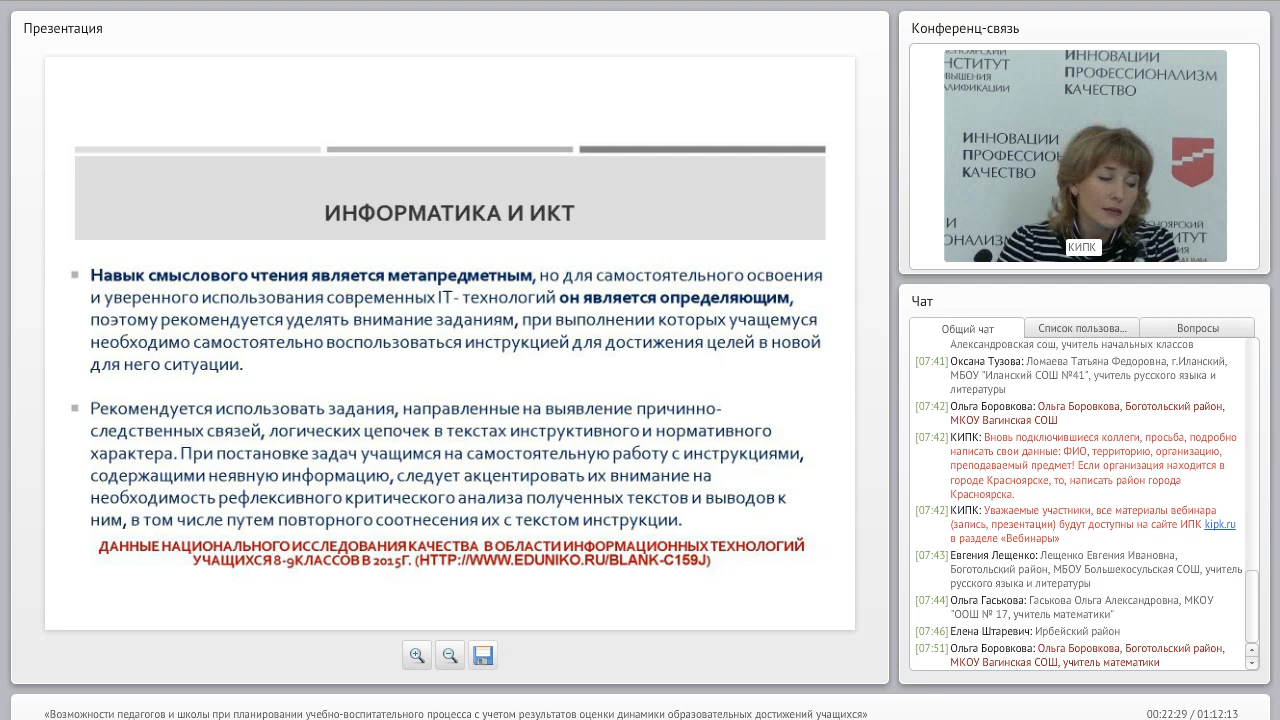 Презентация
ИНФОРМАТИКА И ИКТ
Навык смыслового чтения является метапредметным, но для самостоятельного освоения
и уверенного использования современных IT- технологий он является определяющим,
поэтому рекомендуется уделять внимание заданиям, при выполнении которых учащемуся
необходимо самостоятельно воспользоваться инструкцией для достижения целей в новой
для него ситуации.
Рекомендуется использовать задания, направленные на выявление причинно-
следственных связей, логических цепочек в текстах инструктивного и нормативного
характера. При постановке задач учащимся на самостоятельную работу с инструкциями,
содержащими неявную информацию, следует акцентировать их внимание на
необходимость рефлексивного критического анализа полученных текстов и выводов к
ним, в том числе путем повторного соотнесения их с текстом инструкции.
ДАННЫЕ НАЦИОНАЛЬНОГО ИССЛЕДОВАНИЯ КАЧЕСТВА В ОБЛАСТИ ИНФОРМАЦИОННЫХ ТЕХНОЛОГИЙ
УЧАЩИХСЯ 8-9КЛАССОВ В 2015Г. (HTTP://WWW.EDUNIKO.RU/BLANK-C159J)
Конференц-связь
ИННОВАЦИИ
ПРОФЕССИОНАЛИЗМ
КАЧЕСТВО
ИННОВАЦИИ
КАЧЕСТВО
КИПК
Чат
Общий чат
Список пользова...
Вопросы
Александровская сош, учитель начальных классов
[07:41] Оксана Тузова: Ломаева Татьяна Федоровна, г.Иланский,
МБОУ "Иланский СОШ №41", учитель русского языка и
литературы
[07:42] Ольга Боровкова: Ольга Боровкова, Боготольский район,
МКОУ Вагинская СОШ
[07:42] КИПК: Вновь подключившиеся коллеги, просьба, подробно
написать свои данные: ФИО, территорию, организацию,
преподаваемый предмет! Если организация находится в
городе Красноярске, то, написать район города
Красноярска.
[07:42] КИПК: Уважаемые участники, все материалы вебинара
(запись, презентации) будут доступны на сайте ИПК kipk.ru
в разделе «Вебинары»
[07:43] Евгения Лещенко: Лещенко Евгения Ивановна,
Боготольский район, МБОУ Большекосульская СОШ, учитель
русского языка и литературы
[07:44] Ольга Гаськова: Гаськова Ольга Александровна, МКОУ
"ООШ № 17, учитель математики"
[07:46] Елена Штаревич: Ирбейский район
[07:51] Ольга Боровкова: Ольга Боровкова, Боготольский район,
МКОУ Вагинская СОШ, учитель математики
«Возможности педагогов и школы при планировании учебно-воспитательного процесса с учетом результатов оценки динамики образовательных достижений учащихся»
00:22:29 / 01:12:13